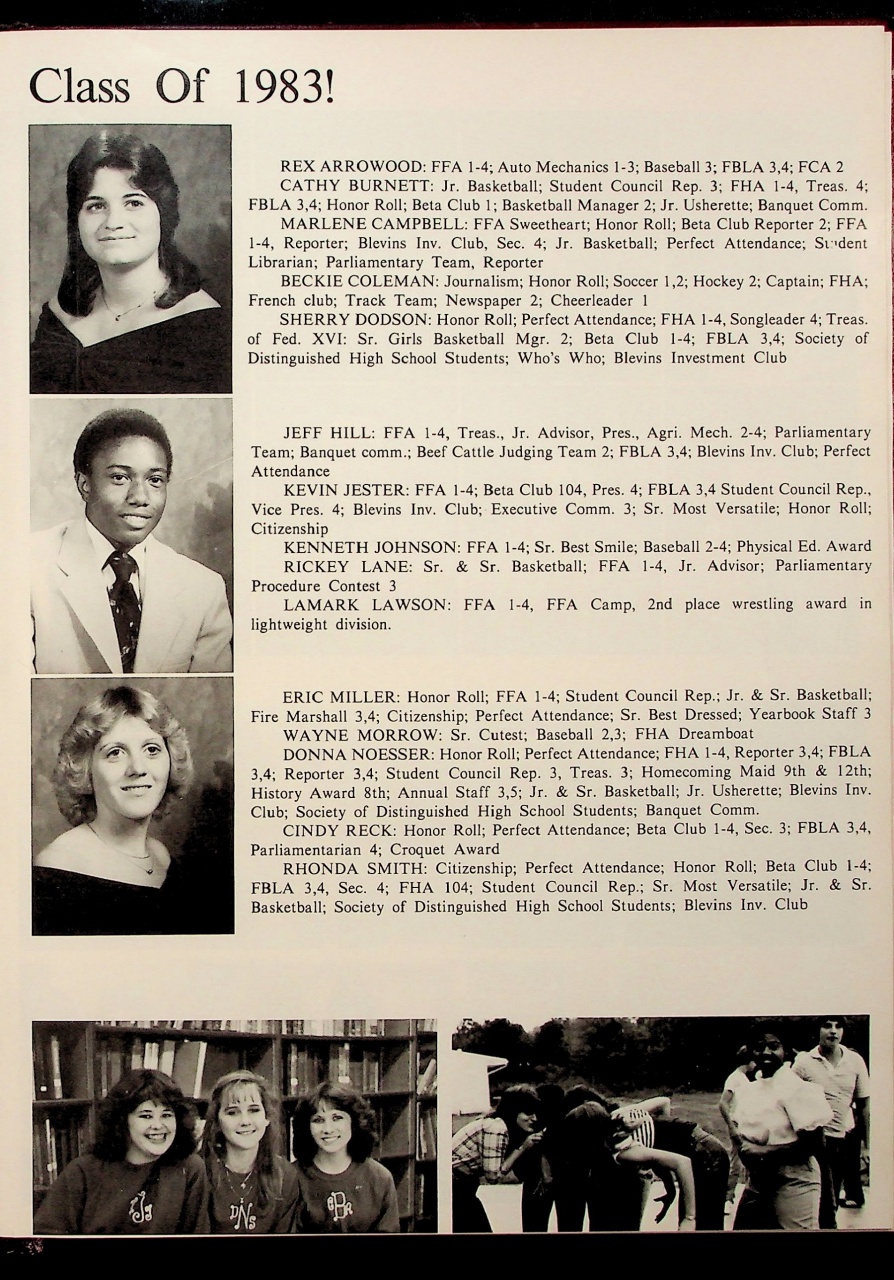 Class Of 1983!
REX ARROWOOD: FFA 1-4; Auto Mechanics 1-3; Baseball 3; FBLA 3,4; FCA 2
CATHY BURNETT: Jr. Basketball; Student Council Rep. 3; FHA 1-4, Treas. 4;
FBLA 3,4; Honor Roll; Beta Club 1; Basketball Manager 2; Jr. Usherette; Banquet Comm.
MARLENE CAMPBELL: FFA Sweetheart; Honor Roll; Beta Club Reporter 2; FFA
1-4, Reporter; Blevins Inv. Club, Sec. 4; Jr. Basketball; Perfect Attendance; Student
Librarian; Parliamentary Team, Reporter
BECKIE COLEMAN: Journalism; Honor Roll; Soccer 1,2; Hockey 2; Captain; FHA;
French club; Track Team; Newspaper 2; Cheerleader 1
SHERRY DODSON: Honor Roll; Perfect Attendance; FHA 1-4, Songleader 4; Treas.
of Fed. XVI: Sr. Girls Basketball Mgr. 2; Beta Club 1-4; FBLA 3,4; Society of
Distinguished High School Students; Who's Who; Blevins Investment Club
JEFF HILL: FFA 1-4, Treas., Jr. Advisor, Pres., Agri. Mech. 2-4; Parliamentary
Team; Banquet comm.; Beef Cattle Judging Team 2; FBLA 3,4; Blevins Inv. Club; Perfect
Attendance
KEVIN JESTER: FFA 1-4; Beta Club 104, Pres. 4; FBLA 3,4 Student Council Rep.,
Vice Pres. 4; Blevins Inv. Club; Executive Comm. 3; Sr. Most Versatile; Honor Roll;
Citizenship
KENNETH JOHNSON: FFA 1-4; Sr. Best Smile; Baseball 2-4; Physical Ed. Award
RICKEY LANE: Sr. & Sr. Basketball; FFA 1-4, Jr. Advisor; Parliamentary
Procedure Contest 3
LAMARK LAWSON: FFA 1-4, FFA Camp, 2nd place wrestling award in
lightweight division.
ERIC MILLER: Honor Roll; FFA 1-4; Student Council Rep.; Jr. & Sr. Basketball;
Fire Marshall 3,4; Citizenship; Perfect Attendance; Sr. Best Dressed; Yearbook Staff 3
WAYNE MORROW: Sr. Cutest; Baseball 2,3; FHA Dreamboat
DONNA NOESSER: Honor Roll; Perfect Attendance; FHA 1-4, Reporter 3,4; FBLA
3,4; Reporter 3,4; Student Council Rep. 3, Treas. 3; Homecoming Maid 9th & 12th;
History Award 8th; Annual Staff 3,5; Jr. & Sr. Basketball; Jr. Usherette; Blevins Inv.
Club; Society of Distinguished High School Students; Banquet Comm.
CINDY RECK: Honor Roll; Perfect Attendance; Beta Club 1-4, Sec. 3; FBLA 3,4,
Parliamentarian 4; Croquet Award
RHONDA SMITH: Citizenship; Perfect Attendance; Honor Roll; Beta Club 1-4;
FBLA 3,4, Sec. 4; FHA 104; Student Council Rep.; Sr. Most Versatile; Jr. & Sr.
Basketball; Society of Distinguished High School Students; Blevins Inv. Club
DNS